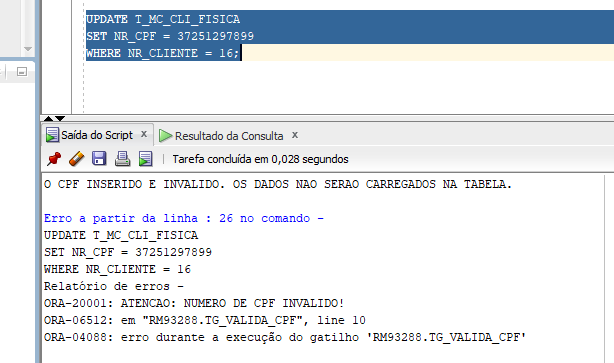 UPDATE T_MC_CLI_FISICA
SET NR_CPF = 37251297899
WHERE NR_CLIENTE = 16;
Saída do Script x
Resultado da Consulta x
Tarefa concluída em 0,028 segundos
O CPF INSERIDO E INVALIDO. OS DADOS NAO SERAO CARREGADOS NA TABELA.
Erro a partir da linha : 26 no comando -
UPDATE T_MC_CLI_FISICA
SET NR_CPF = 37251297899
WHERE NR_CLIENTE = 16
Relatório de erros -
ORA-20001: ATENCAO: NUMERO DE CPF INVALIDO!
ORA-06512: em "RM93288.TG_VALIDA_CPF", line 10
ORA-04088: erro durante a execução do gatilho 'RM93288.TG_VALIDA_CPF'